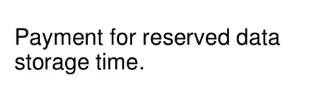 Payment for reserved data
storage time.